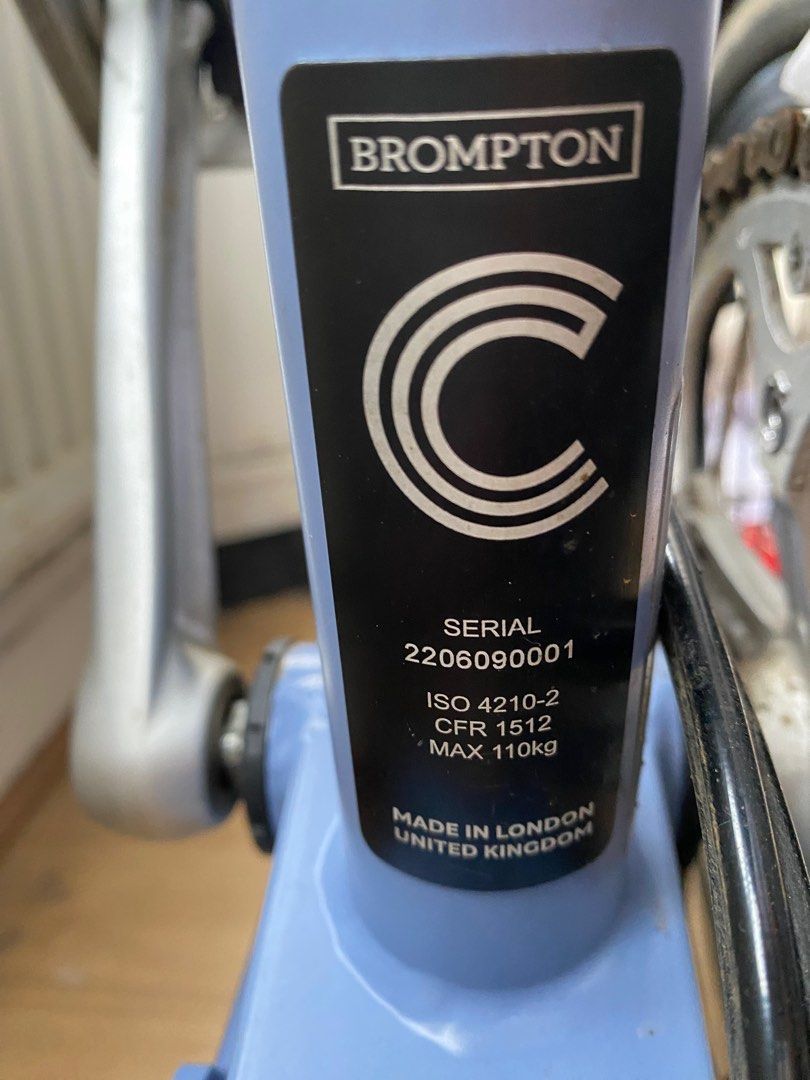 BROMPTON
C
SERIAL
2206090001
ISO 4210-2
CFR 1512
MAX 110kg
MADE IN LONDON
UNITED KINGDOM